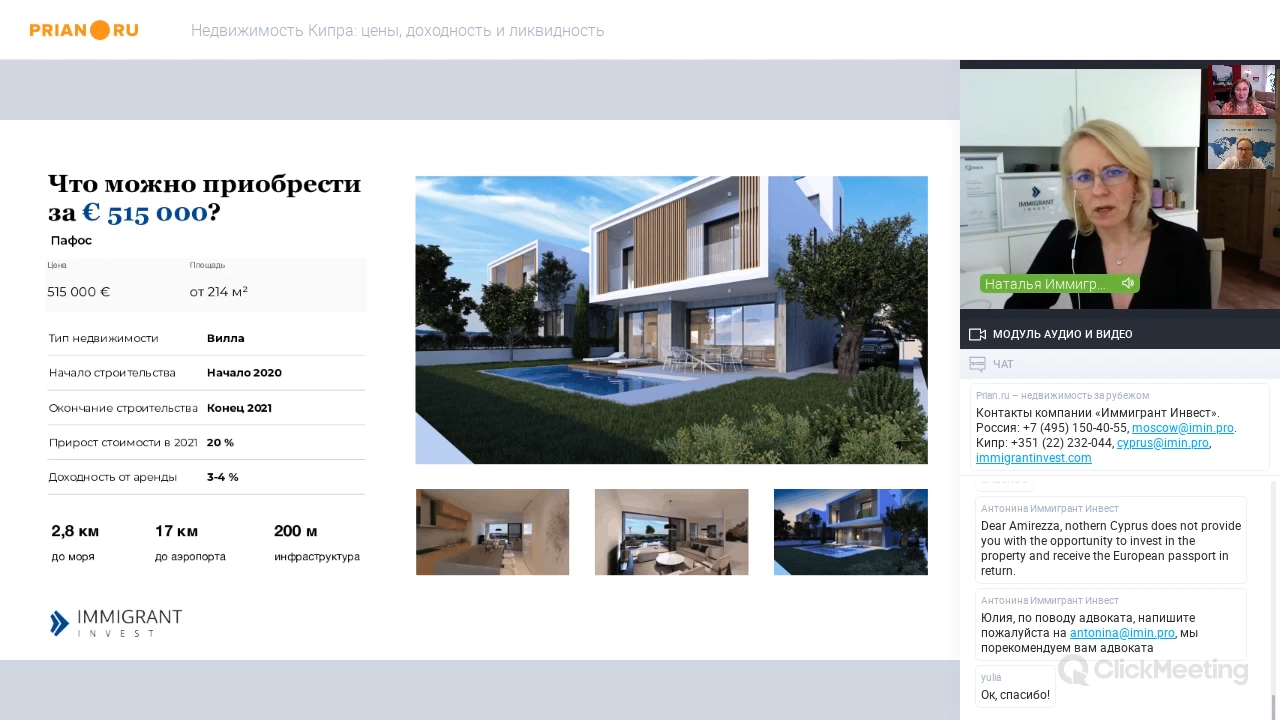 PRIAN RU
Недвижимость Кипра: цены, доходность и ликвидность
Что можно приобрести
за € 515 000?
Пафос
Цена Площадь
515 000 € от 214 м²
Тип недвижимости Вилла
Начало строительства Начало 2020
Окончание строительства Конец 2021
Прирост стоимости в 2021 20 %
Доходность от аренды 3-4 %
2,8 км 17 км 200 м
до моря до аэропорта инфраструктура
IMMIGRANT
INVEST
IMMIGRANT
INVEST
Наталья Иммигр...
МОДУЛЬ АУДИО И ВИДЕО
ЧАТ
Prian.ru – недвижимость за рубежом
Контакты компании «Иммигрант Инвест».
Россия: +7 (495) 150-40-55, moscow@imin.pro.
Кипр: +351 (22) 232-044, cyprus@imin.pro,
immigrantinvest.com
Антонина Иммигрант Инвест
Dear Amirezza, nothern Cyprus does not provide
you with the opportunity to invest in the
property and receive the European passport in
return.
Антонина Иммигрант Инвест
Юлия, по поводу адвоката, напишите
пожалуйста на antonina@imin.pro, мы
порекомендуем вам адвоката
ClickMeeting
yulia
Ок, спасибо!